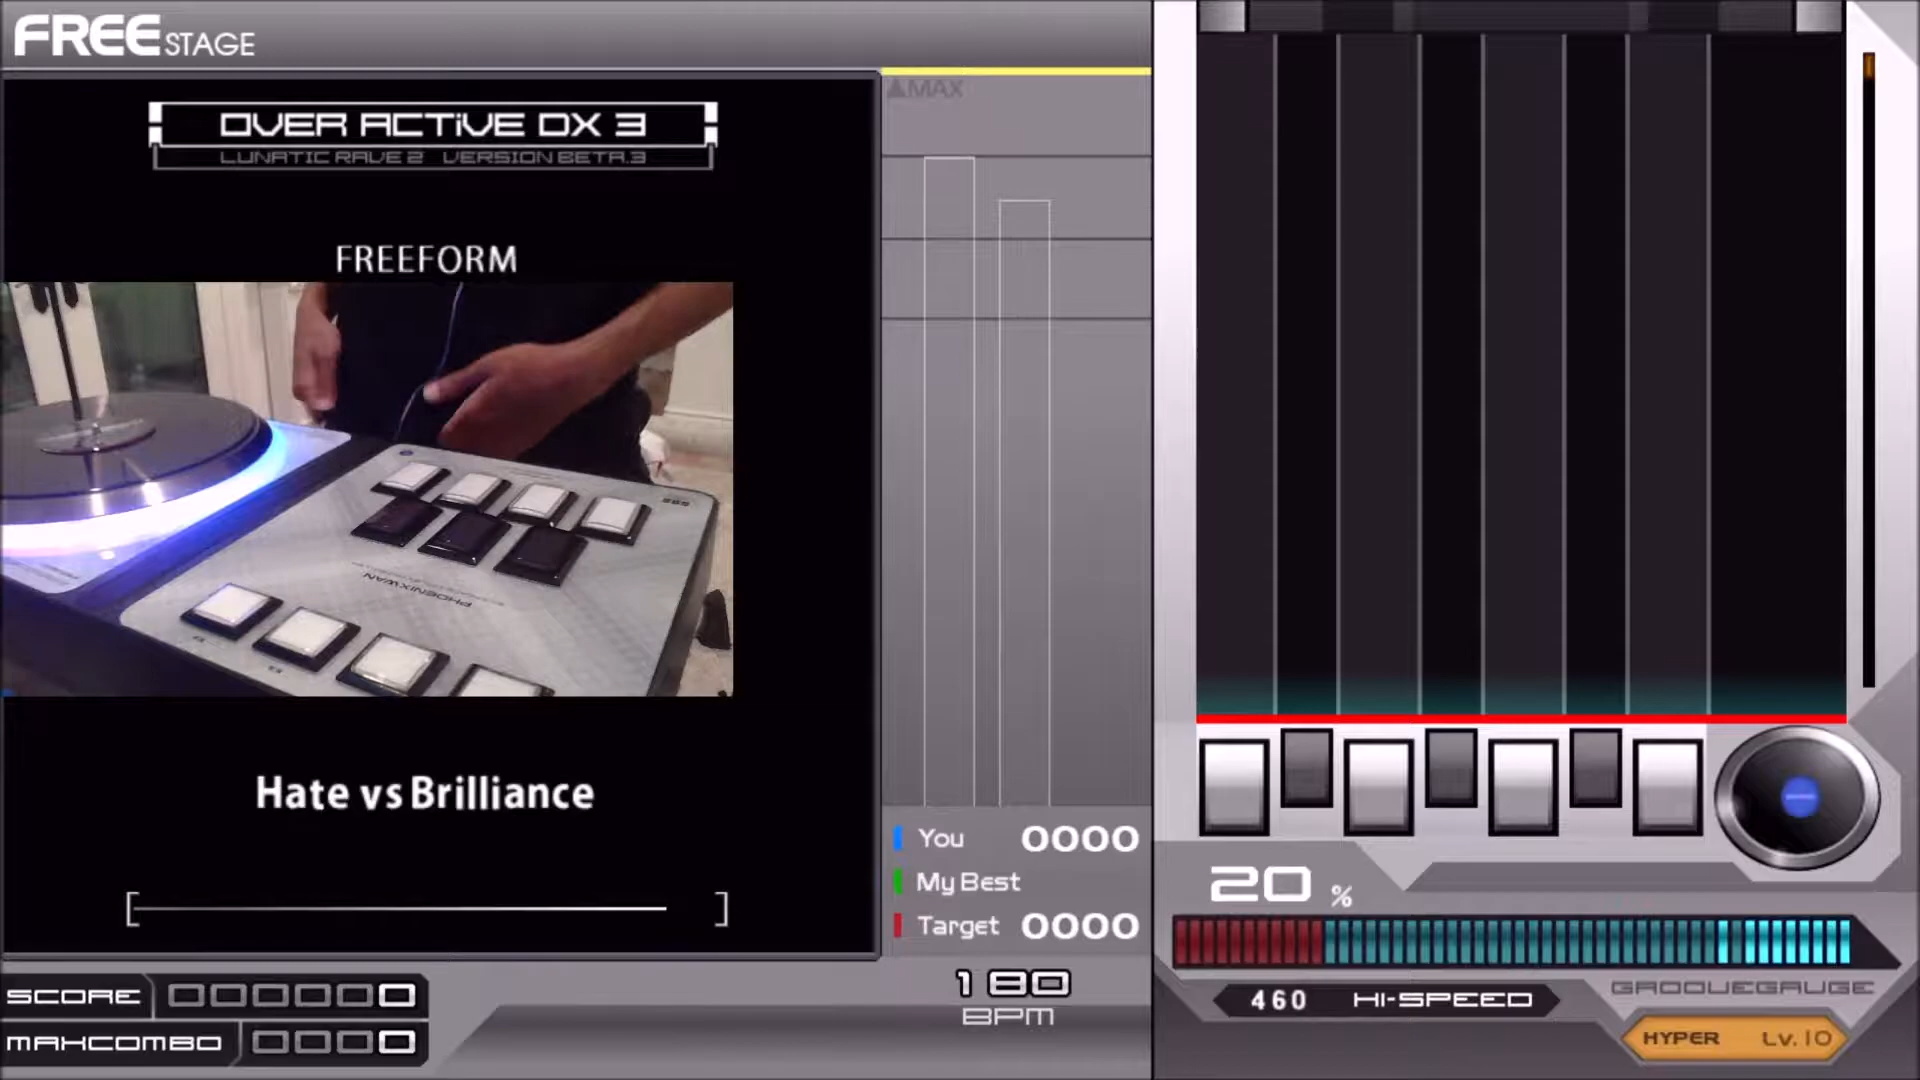 FREE STAGE
OVER ACTIVE DX 3
LUNATIC RAVE 2 VERSION BETA.3
FREEFORM
PHOENIXWAN
Hate vs Brilliance
▲MAX
You 0000
My Best
Target 0000
180
BPM
SCORE 000000
MAXCOMBO 0000
20 %
460 HI-SPEED
GROOVEGAUGE
HYPER Lv.10